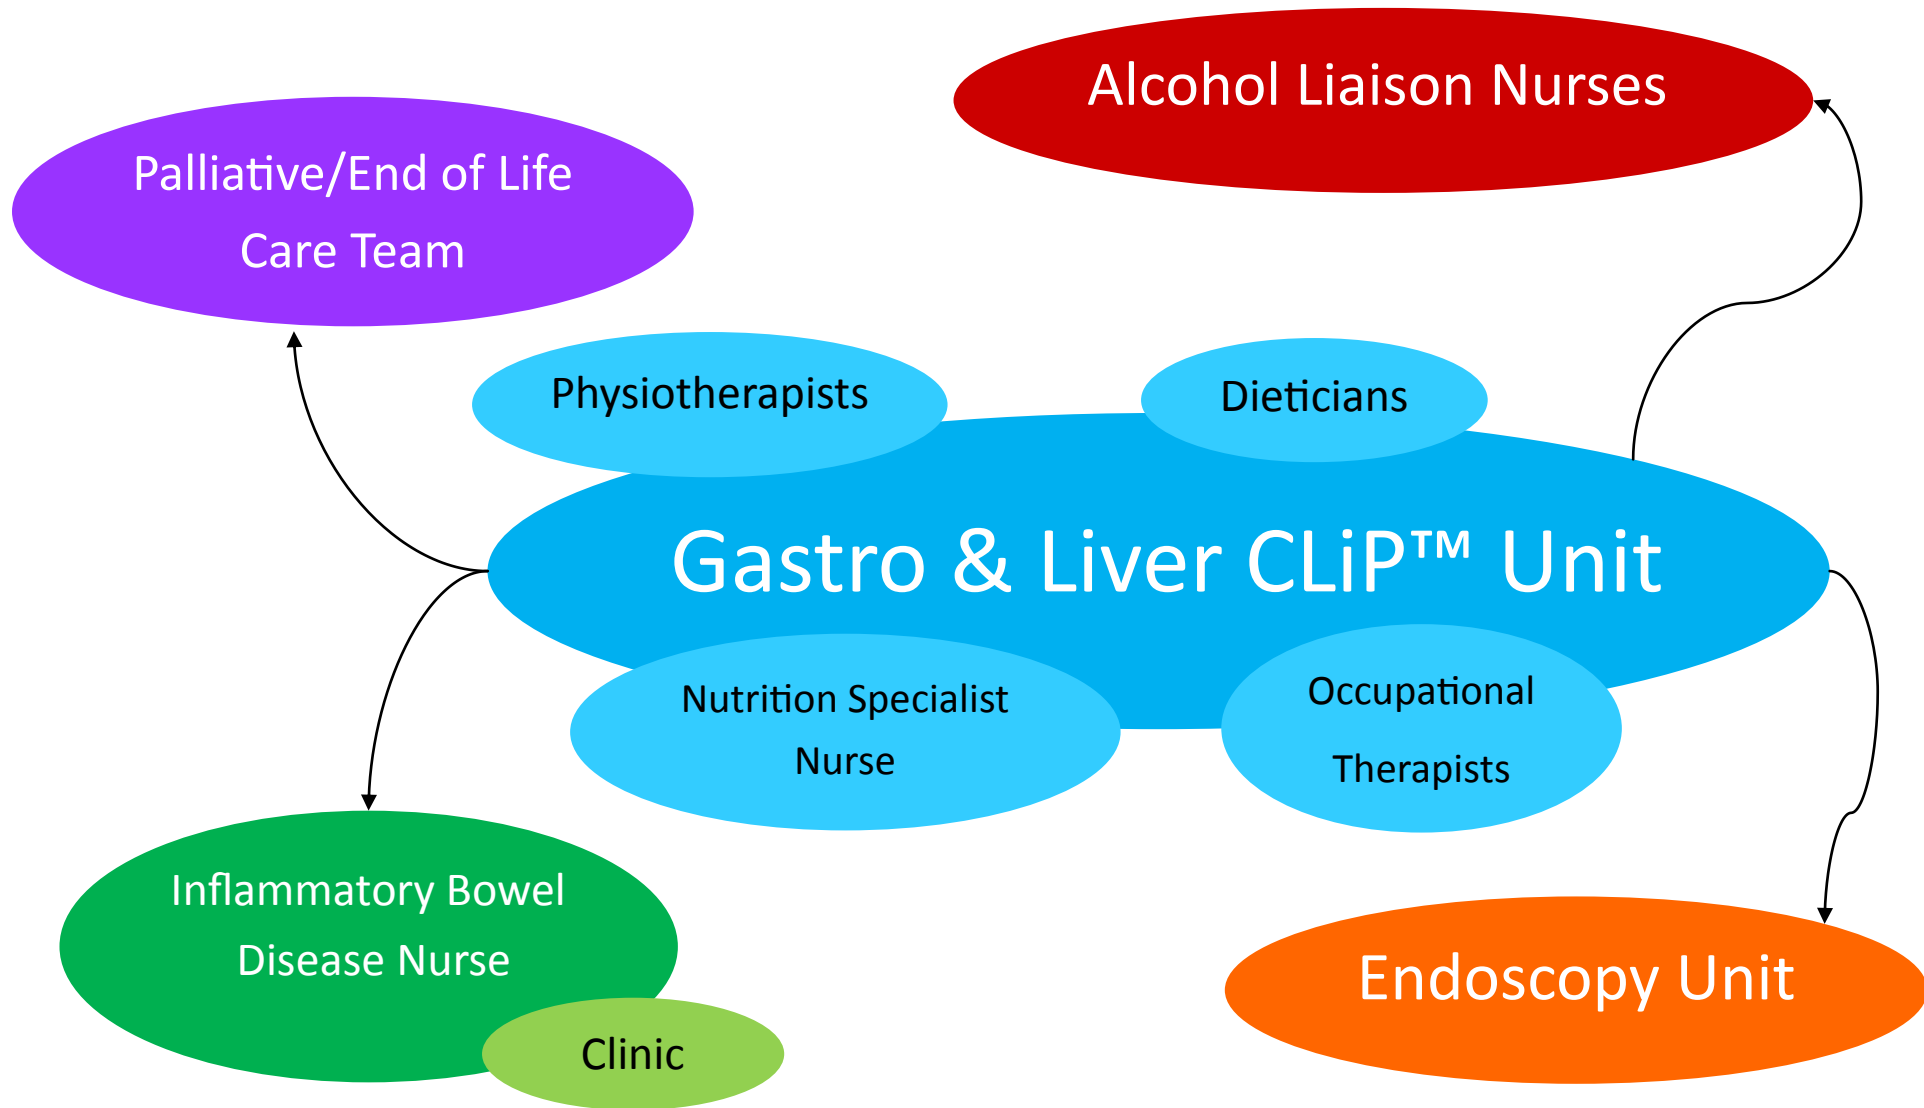 Alcohol Liaison Nurses
Palliative/End of Life
Care Team
Physiotherapists
Dieticians
Gastro & Liver CLiP™ Unit
Nutrition Specialist
Nurse
Occupational
Therapists
Inflammatory Bowel
Disease Nurse
Clinic
Endoscopy Unit